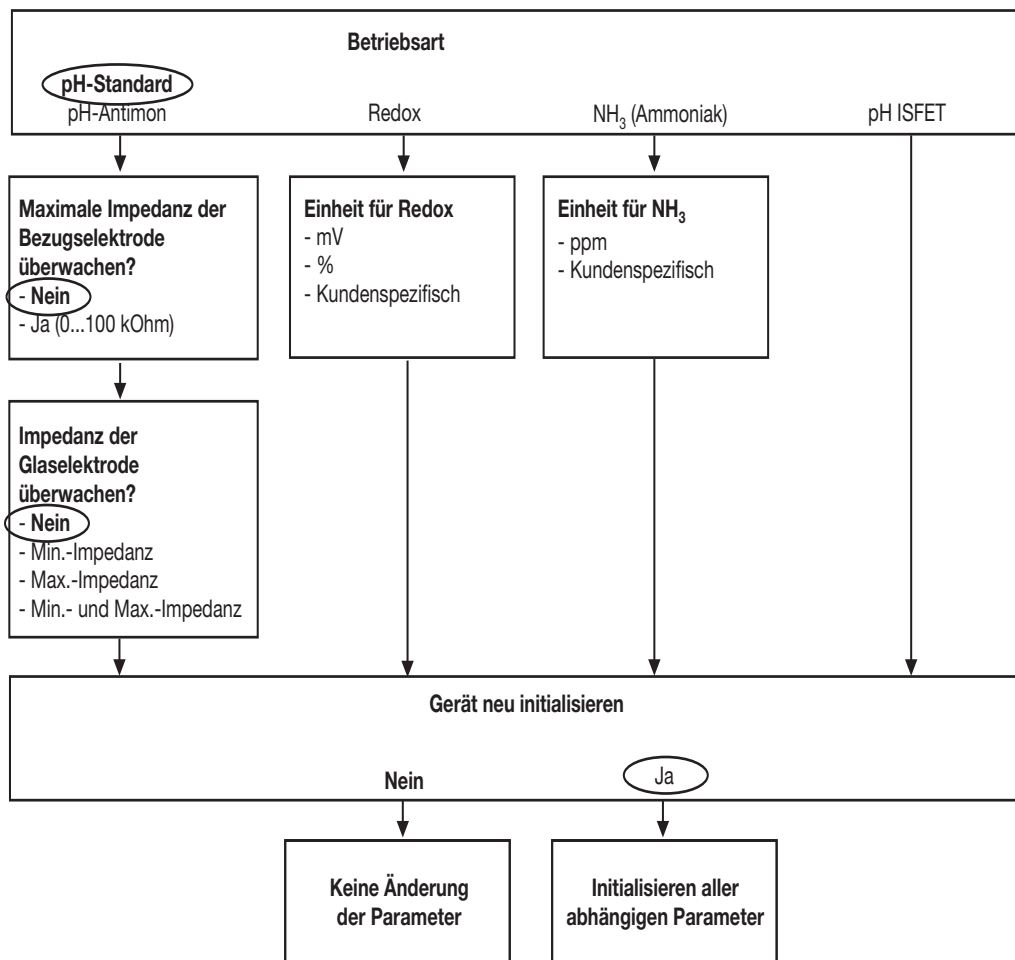 Betriebsart
pH-Standard
pH-Antimon
Redox
NH₃ (Ammoniak)
pH ISFET
Maximale Impedanz der
Bezugselektrode
überwachen?
- Nein
- Ja (0...100 kOhm)
Einheit für Redox
- mV
- %
- Kundenspezifisch
Einheit für NH₃
- ppm
- Kundenspezifisch
Impedanz der
Glaselektrode
überwachen?
- Nein
- Min.-Impedanz
- Max.-Impedanz
- Min.- und Max.-Impedanz
Gerät neu initialisieren
Nein
Ja
Keine Änderung
der Parameter
Initialisieren aller
abhängigen Parameter